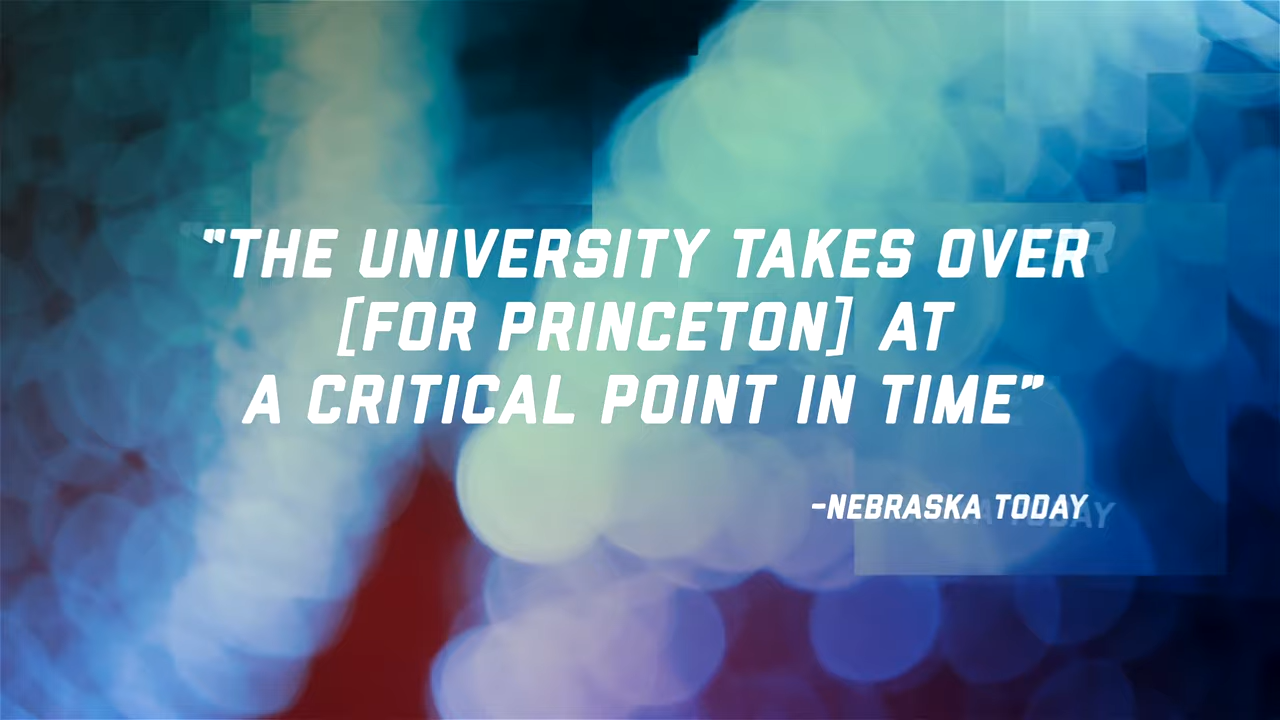 “THE UNIVERSITY TAKES OVER
[FOR PRINCETON] AT
A CRITICAL POINT IN TIME”
-NEBRASKA TODAY